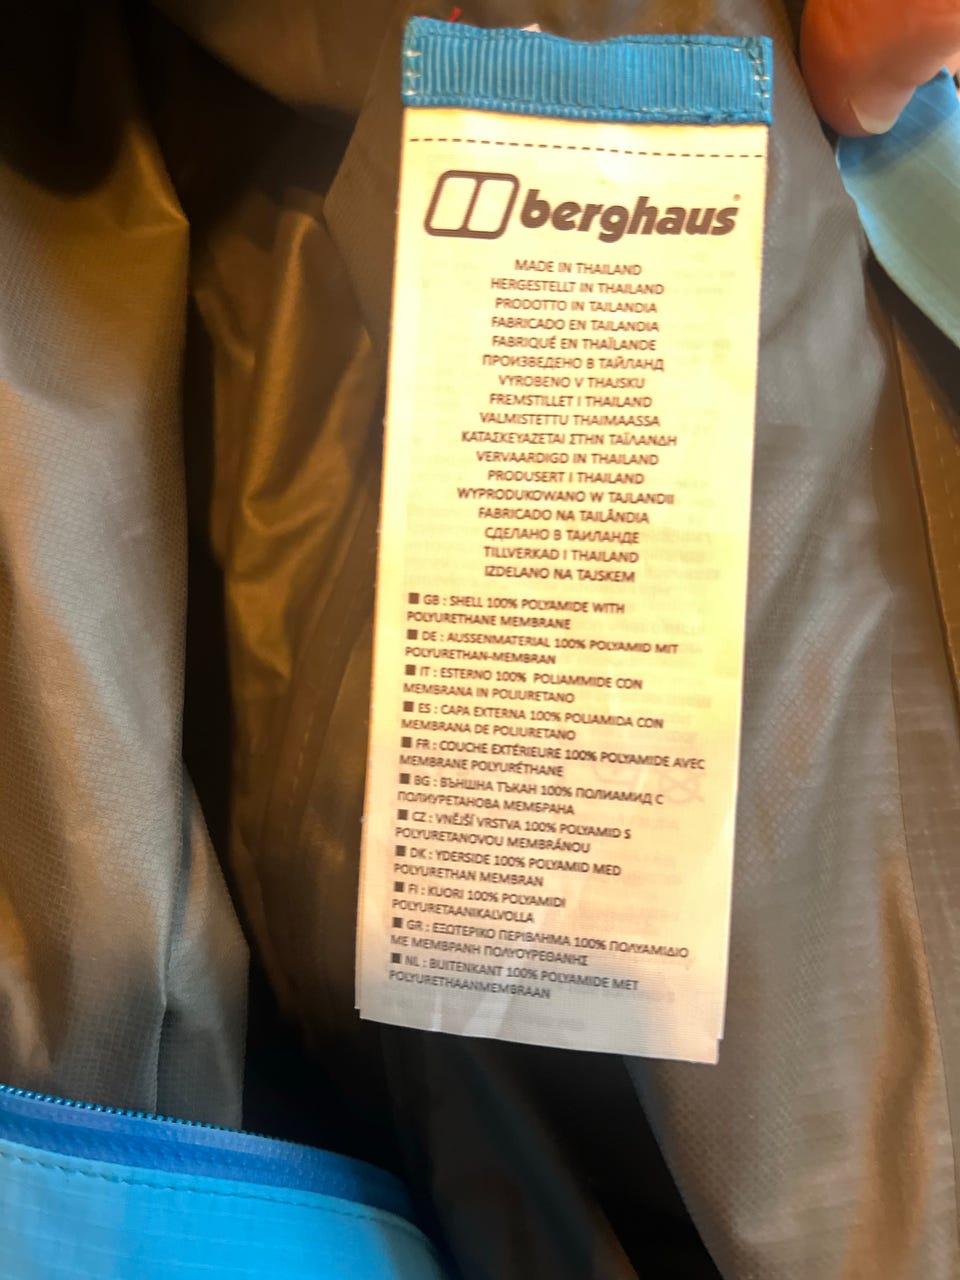 berghaus®
MADE IN THAILAND
HERGESTELLT IN THAILAND
PRODOTTO IN TAILANDIA
FABRICADO EN TAILANDIA
FABRIQUÉ EN THAÏLANDE
ПРОИЗВЕДЕНО В ТАЙЛАНД
VYROBENO V THAJSKU
FREMSTILLET I THAILAND
VALMISTETTU THAIMAASSA
ΚΑΤΑΣΚΕΥΑΖΕΤΑΙ ΣΤΗΝ ΤΑΪΛΑΝΔΗ
VERVAARDIGD IN THAILAND
PRODUSERT I THAILAND
WYPRODUKOWANO W TAJLANDII
FABRICADO NA TAILÂNDIA
СДЕЛАНО В ТАИЛАНДЕ
TILLVERKAD I THAILAND
IZDELANO NA TAJSKEM
■ GB : SHELL 100% POLYAMIDE WITH
POLYURETHANE MEMBRANE
■ DE : AUSSENMATERIAL 100% POLYAMID MIT
POLYURETHAN-MEMBRAN
■ IT : ESTERNO 100% POLIAMMIDE CON
MEMBRANA IN POLIURETANO
■ ES : CAPA EXTERNA 100% POLIAMIDA CON
MEMBRANA DE POLIURETANO
■ FR : COUCHE EXTÉRIEURE 100% POLYAMIDE AVEC
MEMBRANE POLYURÉTHANE
■ BG : ВЪНШНА ТЪКАН 100% ПОЛИАМИД С
ПОЛИУРЕТАНОВА МЕМБРАНА
■ CZ : VNĚJŠÍ VRSTVA 100% POLYAMID S
POLYURETANOVOU MEMBRÁNOU
■ DK : YDERSIDE 100% POLYAMID MED
POLYURETHAN MEMBRAN
■ FI : KUORI 100% POLYAMIDI
POLYURETAANIKALVOLLA
■ GR : ΕΞΩΤΕΡΙΚΟ ΠΕΡΙΒΛΗΜΑ 100% ΠΟΛΥΑΜΙΔΙΟ
ΜΕ ΜΕΜΒΡΑΝΗ ΠΟΛΥΟΥΡΕΘΑΝΗΣ
■ NL : BUITENKANT 100% POLYAMIDE MET
POLYURETHAANMEMBRAAN